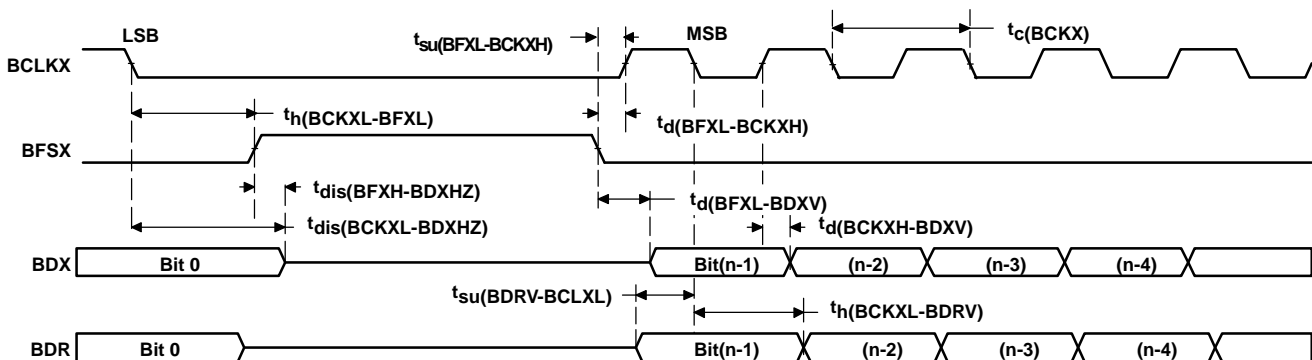 LSB
tsu(BFXL-BCKXH)
MSB
tc(BCKX)
BCLKX
th(BCKXL-BFXL)
td(BFXL-BCKXH)
BFSX
tdis(BFXH-BDXHZ)
td(BFXL-BDXV)
tdis(BCKXL-BDXHZ)
td(BCKXH-BDXV)
BDX Bit 0 Bit(n-1) (n-2) (n-3) (n-4)
tsu(BDRV-BCLXL)
th(BCKXL-BDRV)
BDR Bit 0 Bit(n-1) (n-2) (n-3) (n-4)